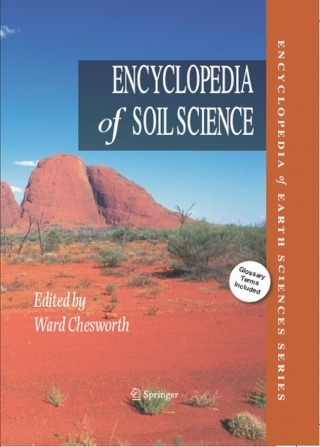 ENCYCLOPEDIA
of SOIL SCIENCE
ENCYCLOPEDIA of EARTH SCIENCES SERIES
Glossary
Terms
Included
Edited by
Ward Chesworth
Springer